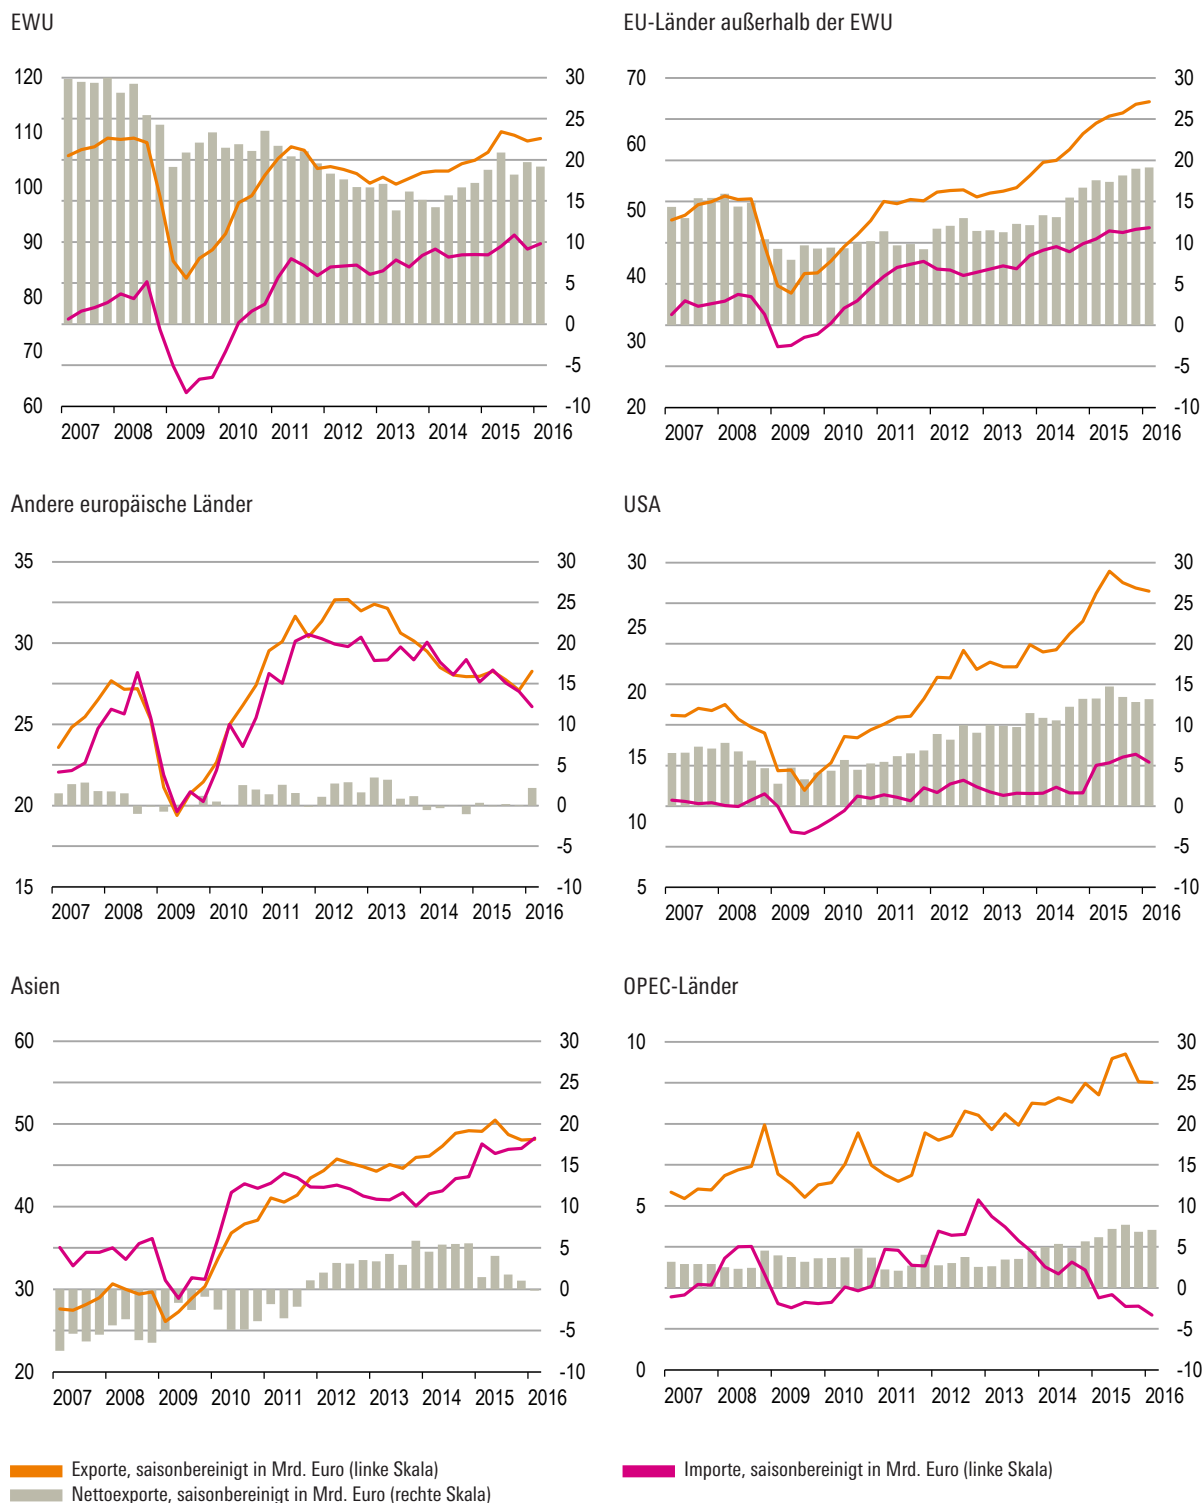 EWU
EU-Länder außerhalb der EWU
120 30 70 30
110 25 60 25
100 20 50 20
90 15 40 15
80 10 30 10
70 5 20 5
60 0 0
-5 -5
-10 -10
2007 2008 2009 2010 2011 2012 2013 2014 2015 2016
2007 2008 2009 2010 2011 2012 2013 2014 2015 2016
Andere europäische Länder
USA
35 30 30 30
30 25 25 25
25 20 20 20
20 15 15 15
15 10 10 10
5 5 5
0 0
-5 -5
-10 -10
2007 2008 2009 2010 2011 2012 2013 2014 2015 2016
2007 2008 2009 2010 2011 2012 2013 2014 2015 2016
Asien
OPEC-Länder
60 30 10 30
50 25 5 25
40 20 0 20
30 15 15
20 10 10
5 5
0 0
-5 -5
-10 -10
2007 2008 2009 2010 2011 2012 2013 2014 2015 2016
2007 2008 2009 2010 2011 2012 2013 2014 2015 2016
Exporte, saisonbereinigt in Mrd. Euro (linke Skala)
Importe, saisonbereinigt in Mrd. Euro (linke Skala)
Nettoexporte, saisonbereinigt in Mrd. Euro (rechte Skala)